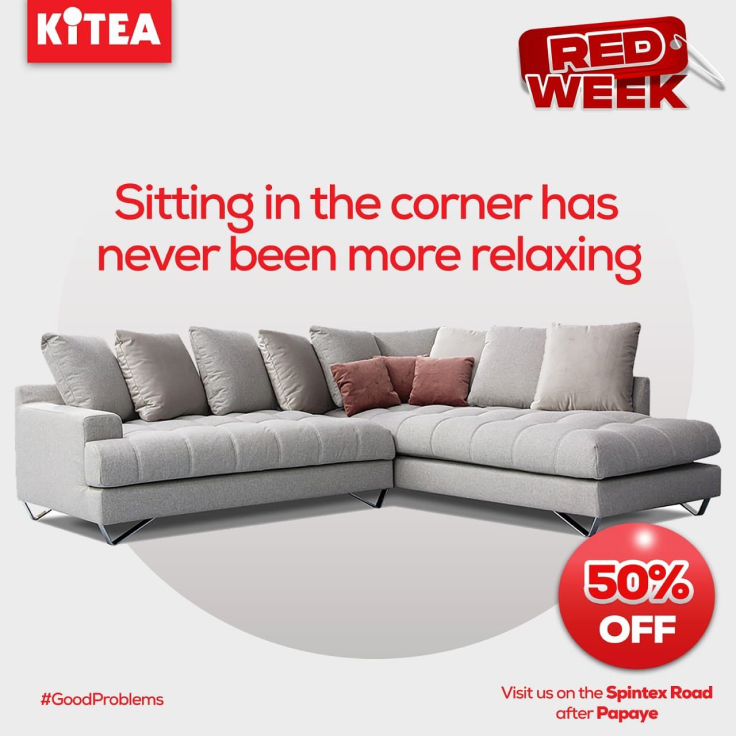 KiTEA
RED
WEEK
Sitting in the corner has
never been more relaxing
50%
OFF
#GoodProblems
Visit us on the Spintex Road
after Papaye